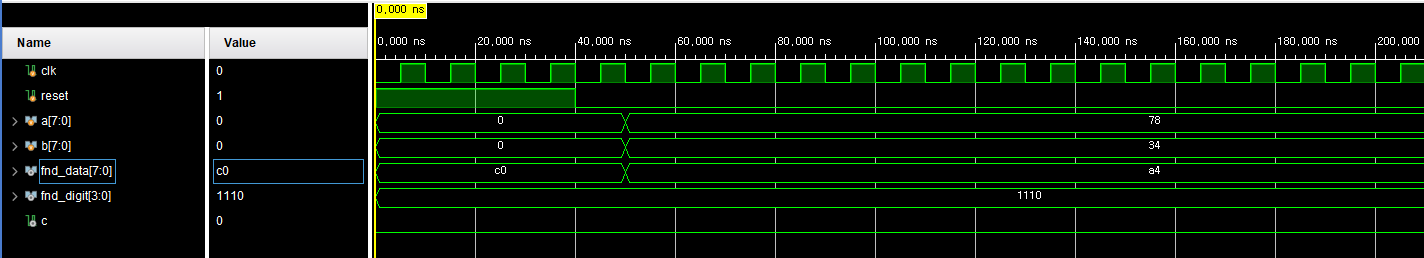 0,000 ns
Name Value
0,000 ns 20,000 ns 40,000 ns 60,000 ns 80,000 ns 100,000 ns 120,000 ns 140,000 ns 160,000 ns 180,000 ns 200,000
clk 0
reset 1
a[7:0] 0 0 78
b[7:0] 0 0 34
fnd_data[7:0] c0 c0 a4
fnd_digit[3:0] 1110 1110
c 0